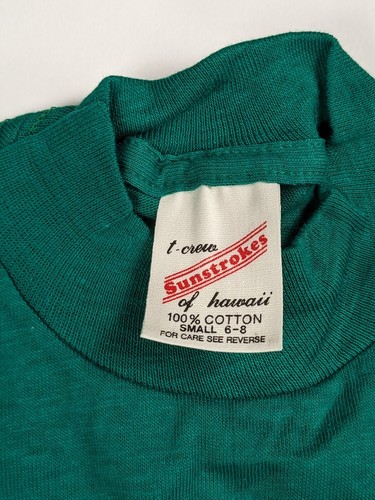 t-crew
Sunstrokes
of hawaii
100% COTTON
SMALL 6-8
FOR CARE SEE REVERSE